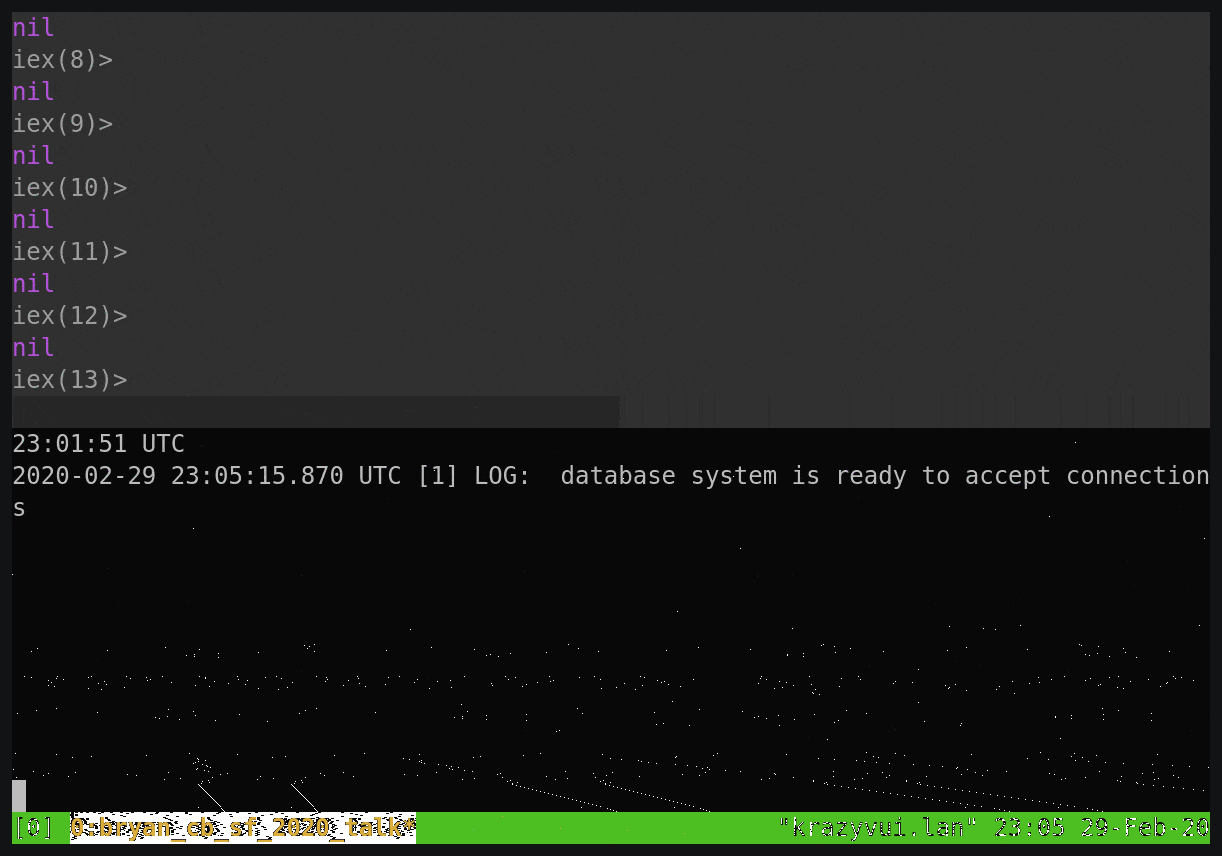 nil
iex(8)>
nil
iex(9)>
nil
iex(10)>
nil
iex(11)>
nil
iex(12)>
nil
iex(13)>
23:01:51 UTC
2020-02-29 23:05:15.870 UTC [1] LOG:  database system is ready to accept connection
s
[0] 0:bryan_cb_sf_2020_talk* "krazyvui.lan" 23:05 29-Feb-20